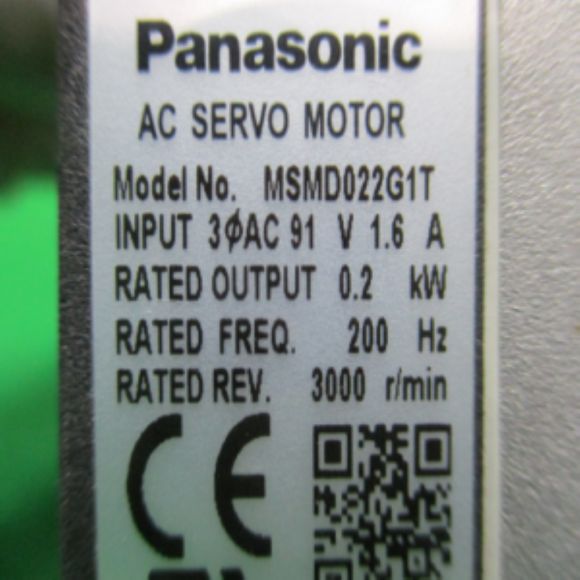 Panasonic
AC SERVO MOTOR
Model No. MSMD022G1T
INPUT 3ϕAC 91 V 1.6 A
RATED OUTPUT 0.2 kW
RATED FREQ. 200 Hz
RATED REV. 3000 r/min
CE